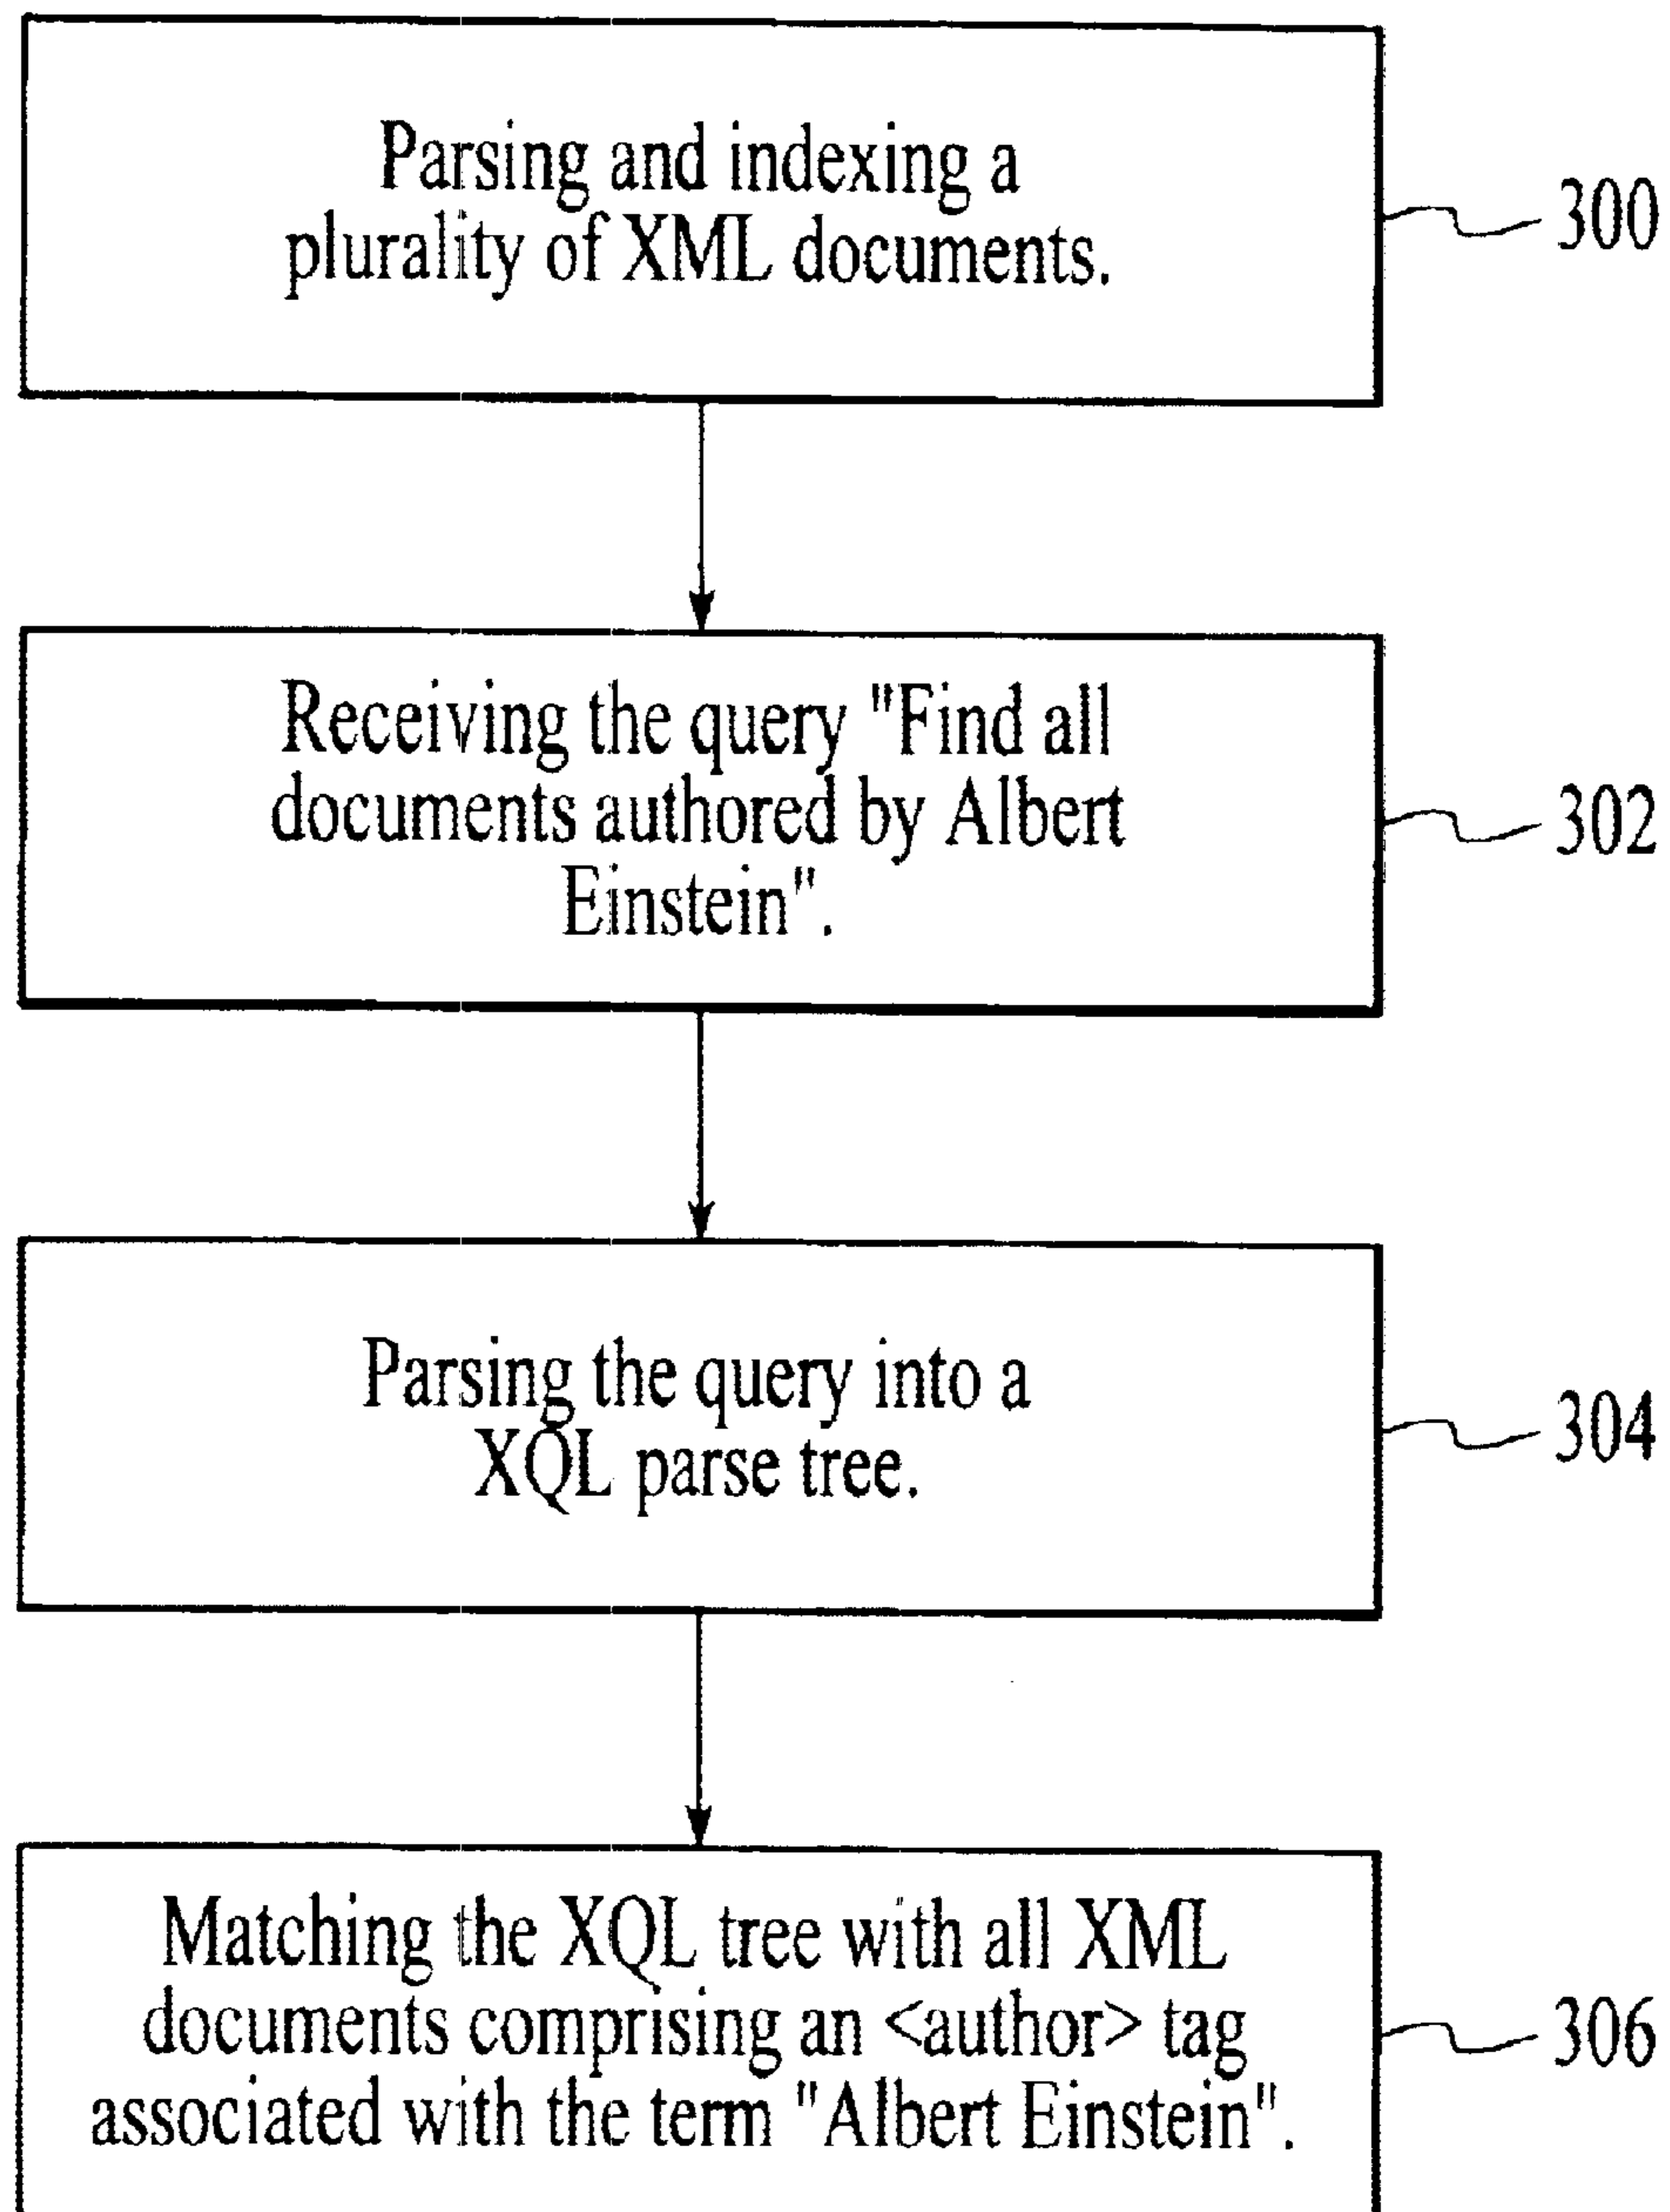 Parsing and indexing a
plurality of XML documents.
300
Receiving the query "Find all
documents authored by Albert
Einstein".
302
Parsing the query into a
XQL parse tree.
304
Matching the XQL tree with all XML
documents comprising an <author> tag
associated with the term "Albert Einstein".
306